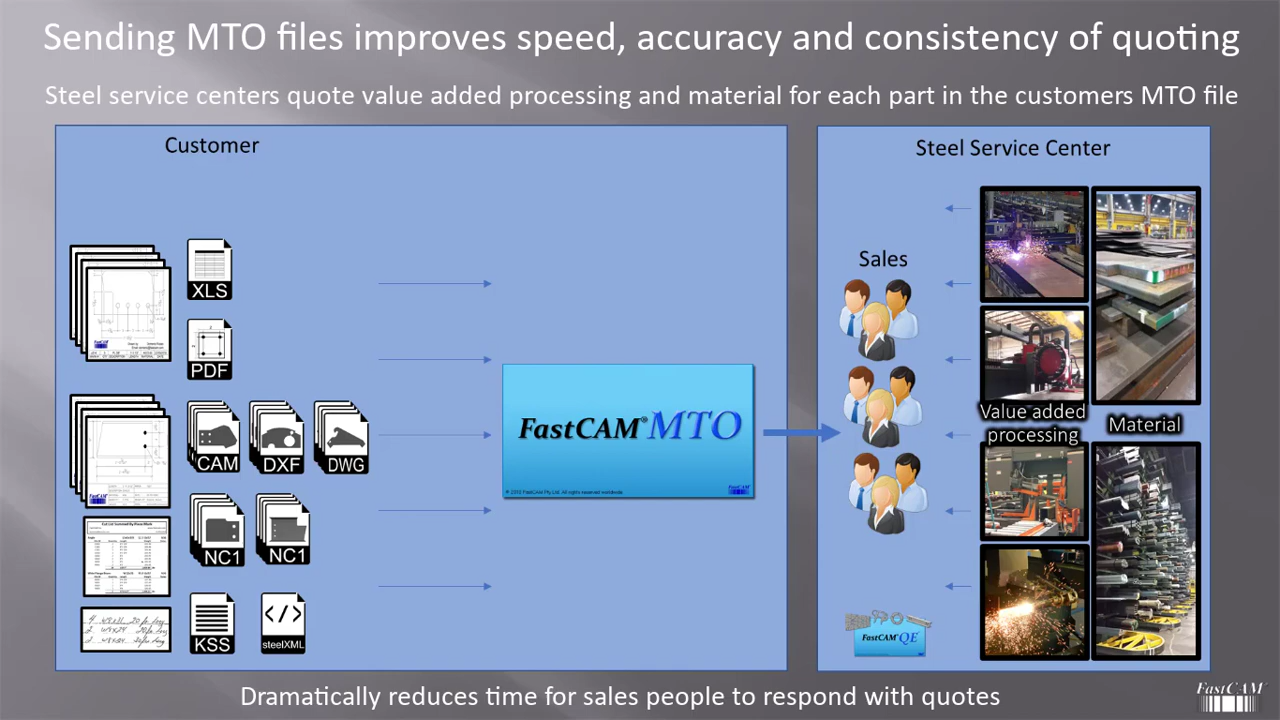 Sending MTO files improves speed, accuracy and consistency of quoting
Steel service centers quote value added processing and material for each part in the customers MTO file
Customer
XLS
PDF
CAM
DXF
DWG
NC1
NC1
KSS
steelXML
FastCAM® MTO
FastCAM
Steel Service Center
Sales
FastCAM® QE
Value added
processing
Material
Dramatically reduces time for sales people to respond with quotes
FastCAM